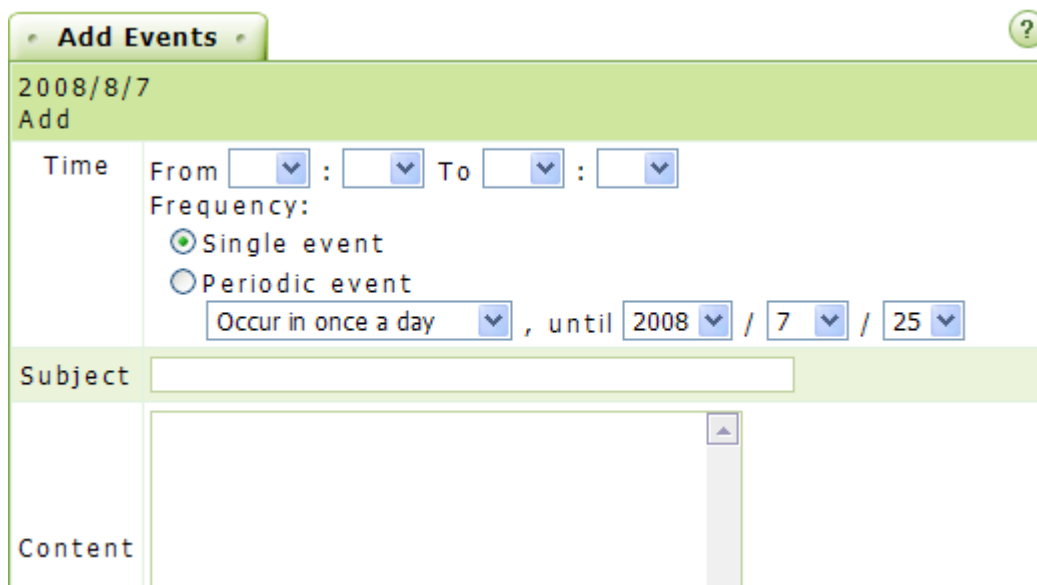 Add Events
?
2008/8/7
Add
Time From : To :
Frequency:
Single event
Periodic event
Occur in once a day , until 2008 / 7 / 25
Subject
Content